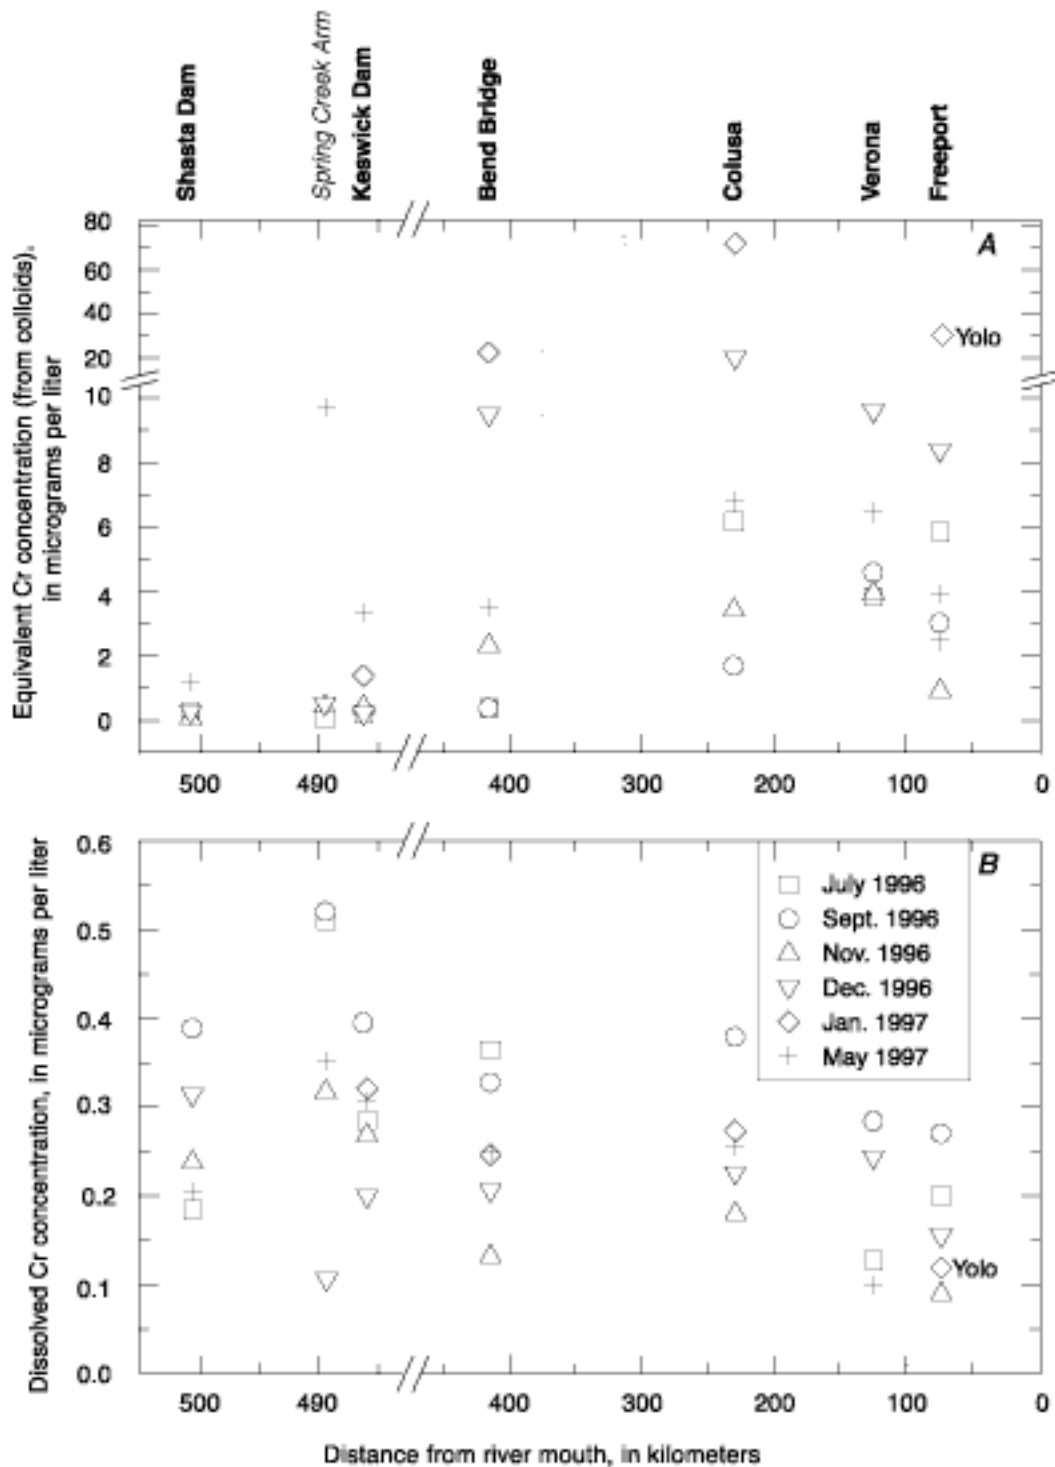 Shasta Dam
Spring Creek Arm
Keswick Dam
Bend Bridge
Colusa
Verona
Freeport
A
Equivalent Cr concentration (from colloids),
in micrograms per liter
80
60
40
20
10
8
6
4
2
0
Yolo
500 490 400 300 200 100 0
B
Dissolved Cr concentration, in micrograms per liter
0.6
0.5
0.4
0.3
0.2
0.1
0.0
July 1996
Sept. 1996
Nov. 1996
Dec. 1996
Jan. 1997
May 1997
Yolo
500 490 400 300 200 100 0
Distance from river mouth, in kilometers